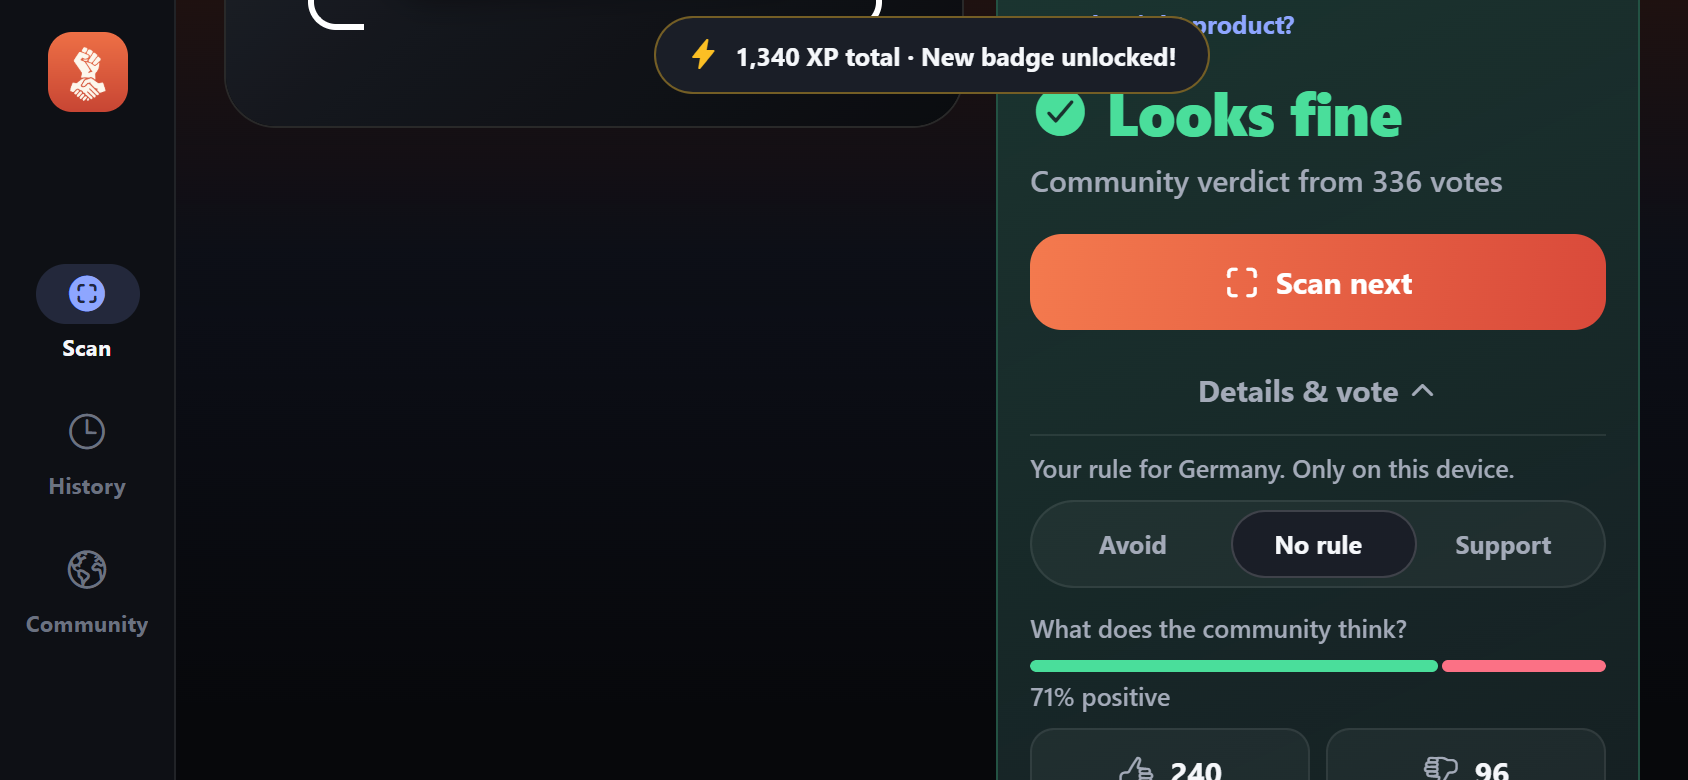 product?
1,340 XP total · New badge unlocked!
Looks fine
Community verdict from 336 votes
Scan next
Scan
Details & vote
History
Your rule for Germany. Only on this device.
Avoid
No rule
Support
Community
What does the community think?
71% positive
240
96